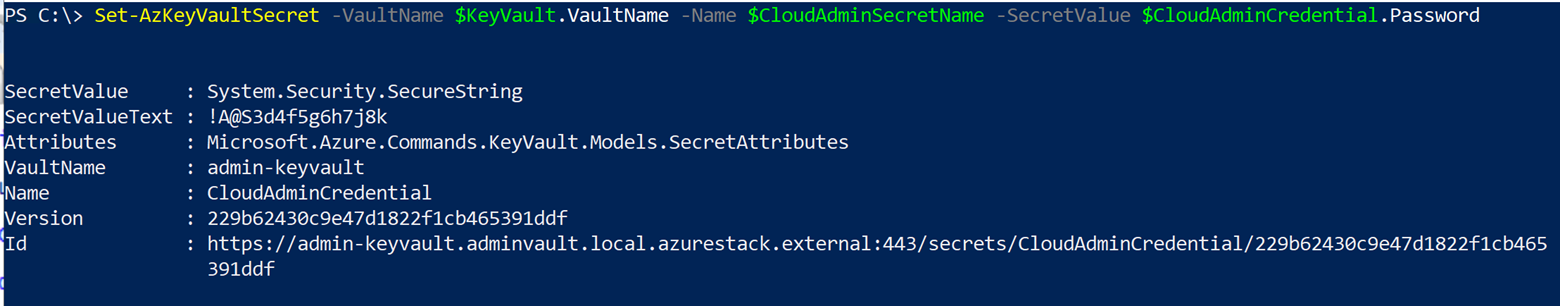 PS C:\> Set-AzKeyVaultSecret -VaultName $KeyVault.VaultName -Name $CloudAdminSecretName -SecretValue $CloudAdminCredential.Password
SecretValue     : System.Security.SecureString
SecretValueText : !A@S3d4f5g6h7j8k
Attributes      : Microsoft.Azure.Commands.KeyVault.Models.SecretAttributes
VaultName       : admin-keyvault
Name            : CloudAdminCredential
Version         : 229b62430c9e47d1822f1cb465391ddf
Id              : https://admin-keyvault.adminvault.local.azurestack.external:443/secrets/CloudAdminCredential/229b62430c9e47d1822f1cb465
                  391ddf